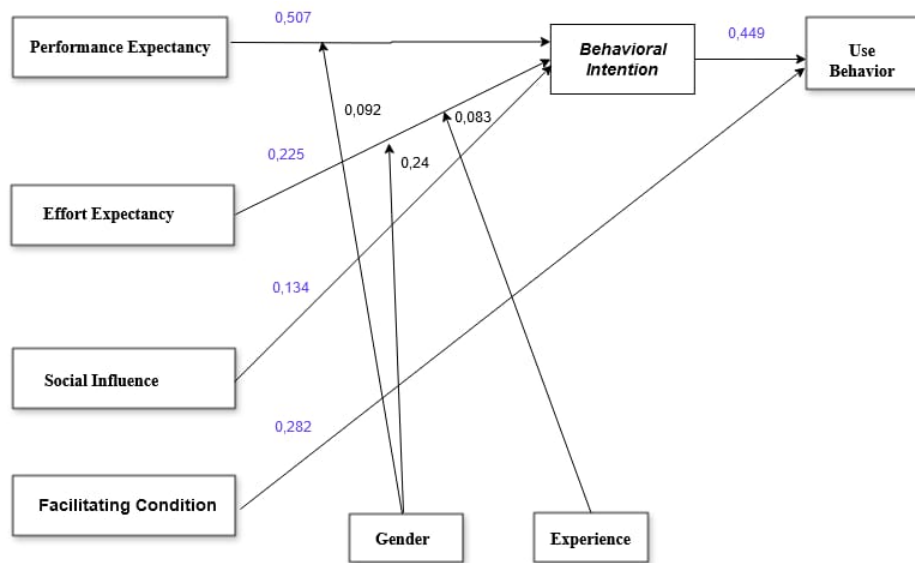 0,507
Performance Expectancy
Behavioral
Intention
0,449
Use
Behavior
0,092
0,083
0,225
0,24
Effort Expectancy
0,134
Social Influence
0,282
Facilitating Condition
Gender
Experience